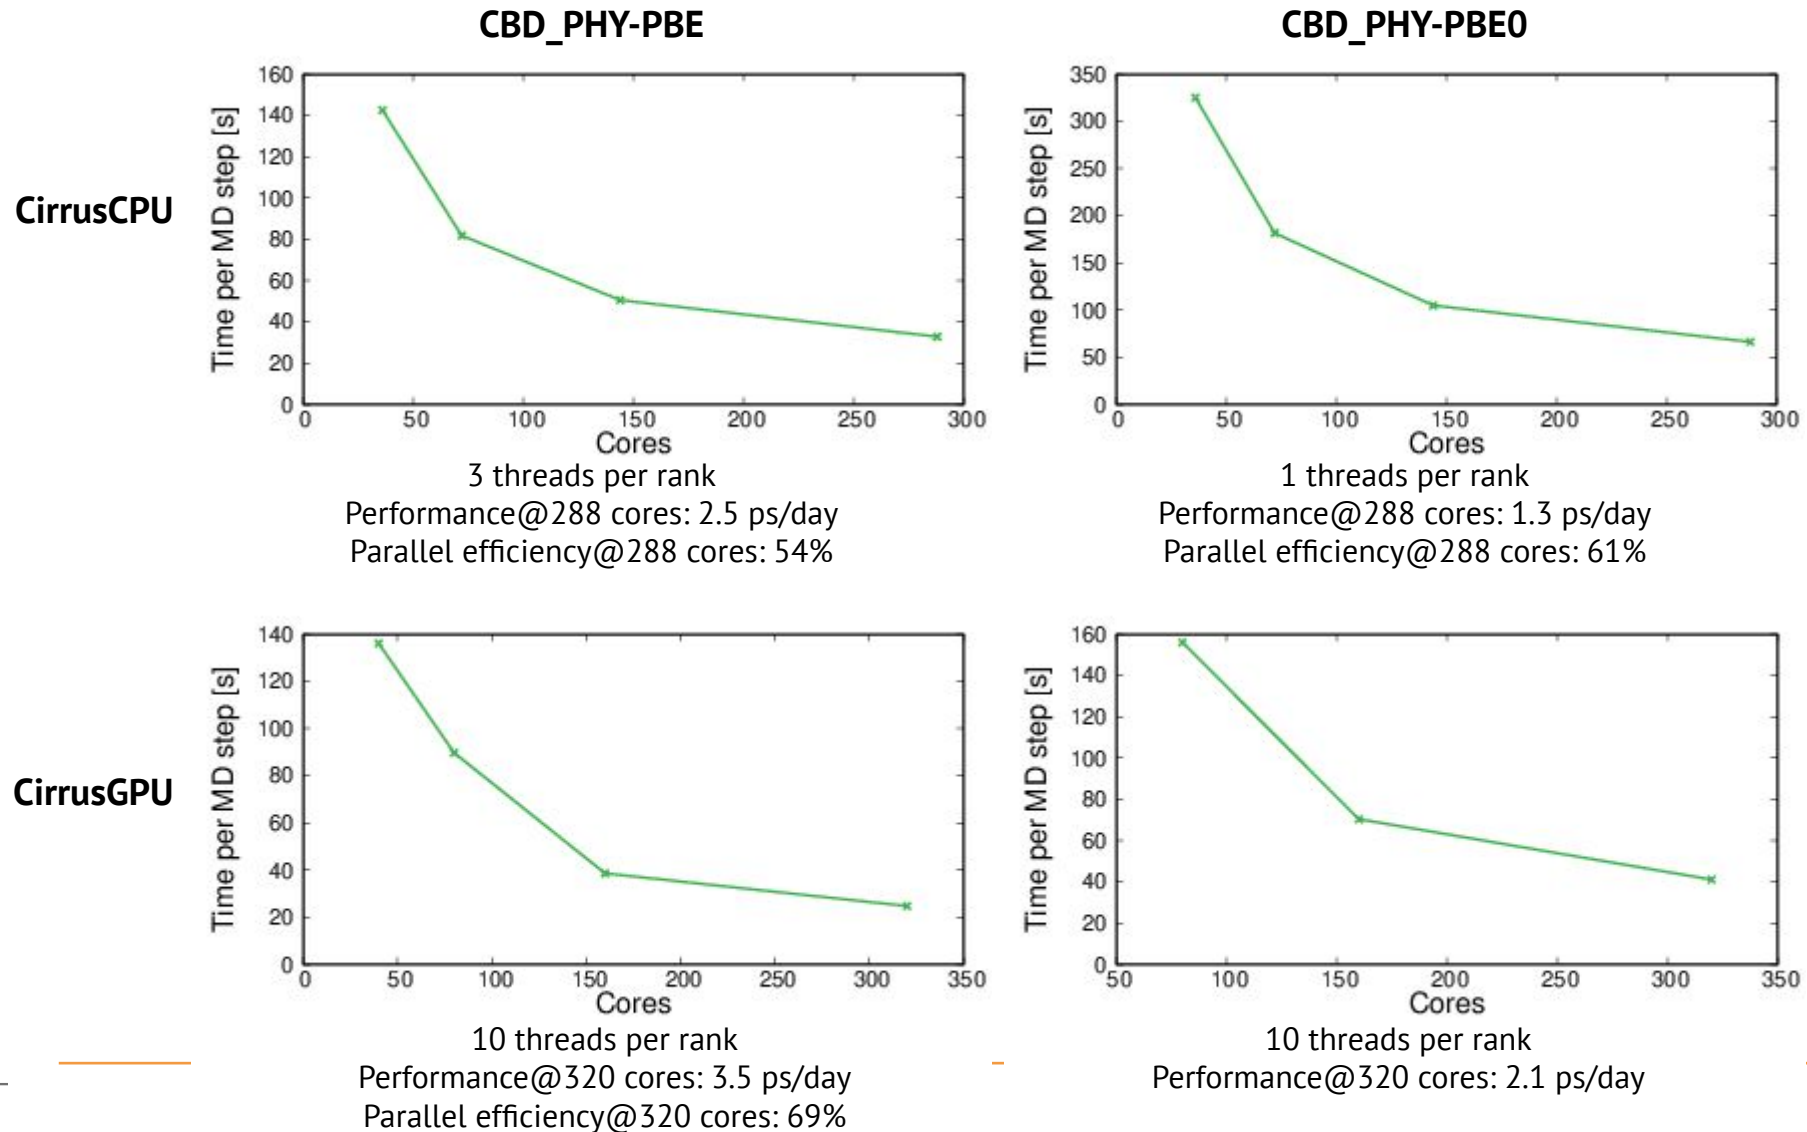 CBD_PHY-PBE
CBD_PHY-PBE0
CirrusCPU
Time per MD step [s]
160
140
120
100
80
60
40
20
0
0 50 100 150 200 250 300
Cores
3 threads per rank
Performance@288 cores: 2.5 ps/day
Parallel efficiency@288 cores: 54%
Time per MD step [s]
350
300
250
200
150
100
50
0
0 50 100 150 200 250 300
Cores
1 threads per rank
Performance@288 cores: 1.3 ps/day
Parallel efficiency@288 cores: 61%
CirrusGPU
Time per MD step [s]
140
120
100
80
60
40
20
0
0 50 100 150 200 250 300 350
Cores
10 threads per rank
Performance@320 cores: 3.5 ps/day
Parallel efficiency@320 cores: 69%
Time per MD step [s]
160
140
120
100
80
60
40
20
0
50 100 150 200 250 300 350
Cores
10 threads per rank
Performance@320 cores: 2.1 ps/day